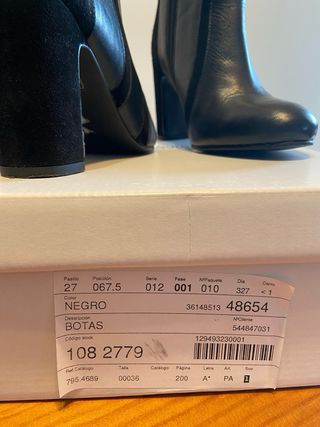 Pasillo Posición Serie Fase NºPaquete Día Cierre
27 067.5 012 001 010 327 < 1
Color
NEGRO 36148513 48654
Descripción NºCliente
BOTAS 544847031
Código stock 129493230001
108 2779
Ref.Catálogo Talla Catálogo Página Letra Art. Bos
795.4689 00036 200 A* PA 1